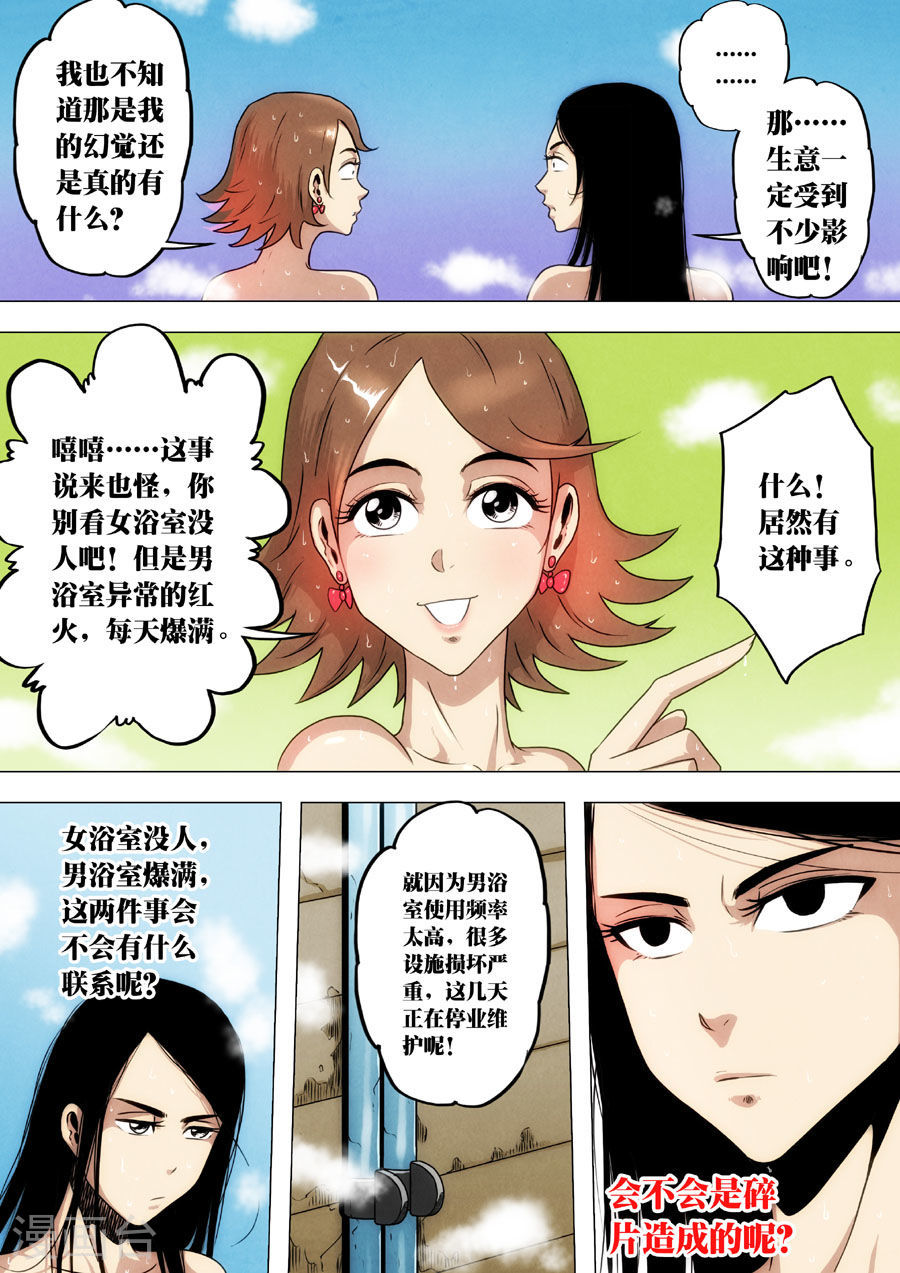 我也不知
道那是我
的幻觉还
是真的有
什么？
……
……
那……
生意一
定受到
不少影
响吧！
嘻嘻……这事
说来也怪，你
别看女浴室没
人吧！但是男
浴室异常的红
火，每天爆满。
什么！
居然有
这种事。
女浴室没人，
男浴室爆满，
这两件事会
不会有什么
联系呢？
就因为男浴
室使用频率
太高，很多
设施损坏严
重，这几天
正在停业维
护呢！
会不会是碎
片造成的呢？
漫画台